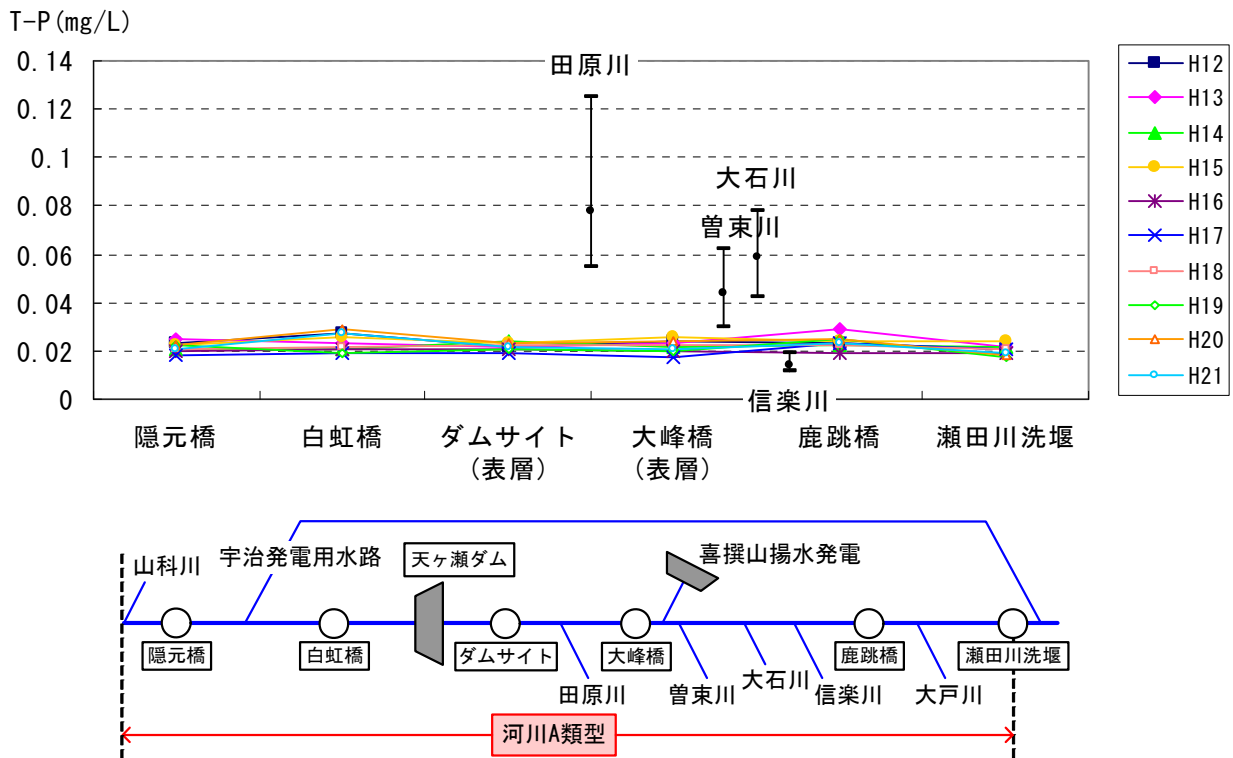 T-P(mg/L)
0.14
0.12
0.1
0.08
0.06
0.04
0.02
0
田原川
大石川
曽束川
信楽川
隠元橋
白虹橋
ダムサイト
(表層)
大峰橋
(表層)
鹿跳橋
瀬田川洗堰
H12
H13
H14
H15
H16
H17
H18
H19
H20
H21
山科川
宇治発電用水路
天ヶ瀬ダム
喜撰山揚水発電
隠元橋
白虹橋
ダムサイト
大峰橋
鹿跳橋
瀬田川洗堰
田原川
曽束川
大石川
信楽川
大戸川
河川A類型